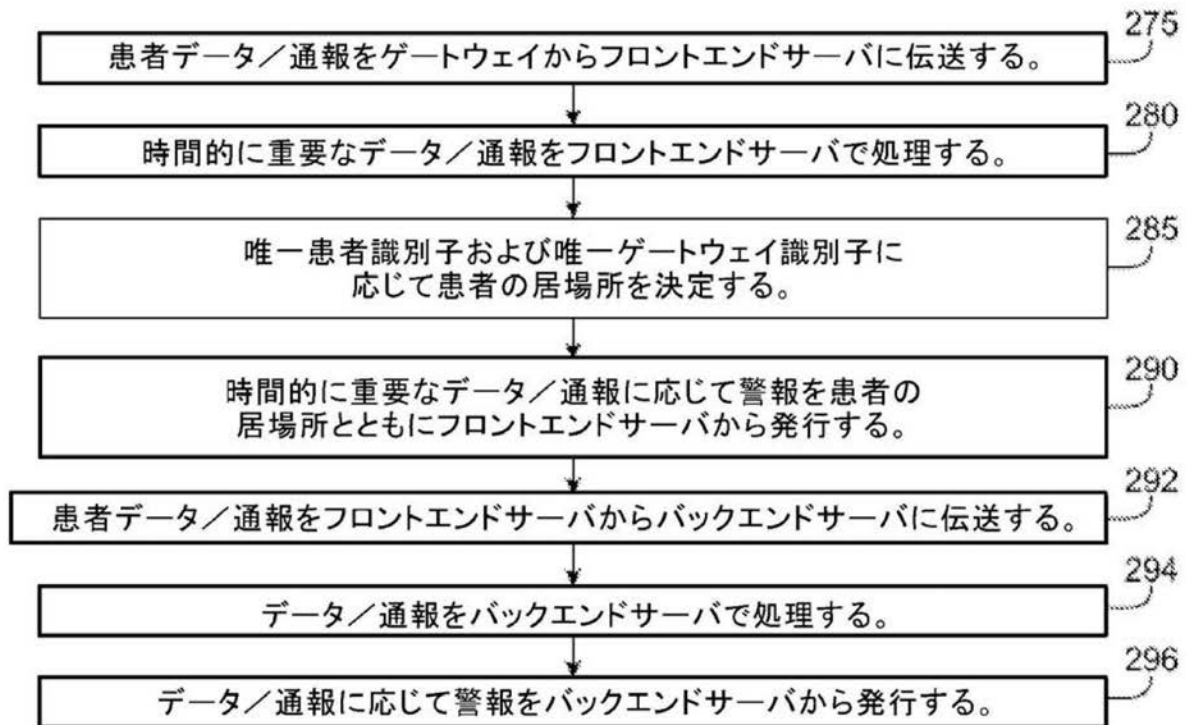 275
患者データ／通報をゲートウェイからフロントエンドサーバに伝送する。
280
時間的に重要なデータ／通報をフロントエンドサーバで処理する。
285
唯一患者識別子および唯一ゲートウェイ識別子に
応じて患者の居場所を決定する。
290
時間的に重要なデータ／通報に応じて警報を患者の
居場所とともにフロントエンドサーバから発行する。
292
患者データ／通報をフロントエンドサーバからバックエンドサーバに伝送する。
294
データ／通報をバックエンドサーバで処理する。
296
データ／通報に応じて警報をバックエンドサーバから発行する。